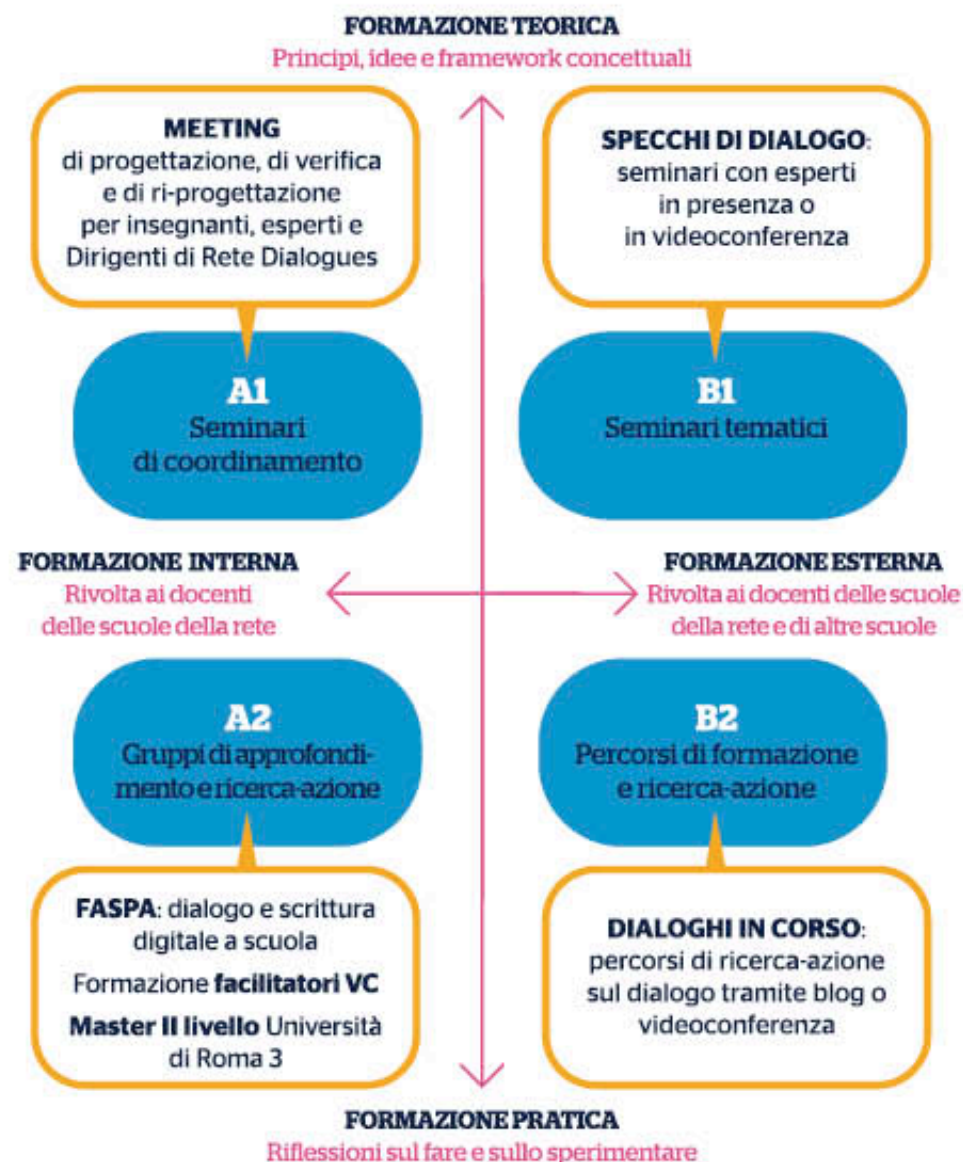 FORMAZIONE TEORICA
Principi, idee e framework concettuali
MEETING
di progettazione, di verifica
e di ri-progettazione
per insegnanti, esperti e
Dirigenti di Rete Dialogues
SPECCHI DI DIALOGO:
seminari con esperti
in presenza o
in videoconferenza
A1
Seminari
di coordinamento
B1
Seminari tematici
FORMAZIONE INTERNA
Rivolta ai docenti
delle scuole della rete
FORMAZIONE ESTERNA
Rivolta ai docenti delle scuole
della rete e di altre scuole
A2
Gruppi di approfondi-
mento e ricerca-azione
B2
Percorsi di formazione
e ricerca-azione
FASPA: dialogo e scrittura
digitale a scuola
Formazione facilitatori VC
Master II livello Università
di Roma 3
DIALOGHI IN CORSO:
percorsi di ricerca-azione
sul dialogo tramite blog o
videoconferenza
FORMAZIONE PRATICA
Riflessioni sul fare e sullo sperimentare